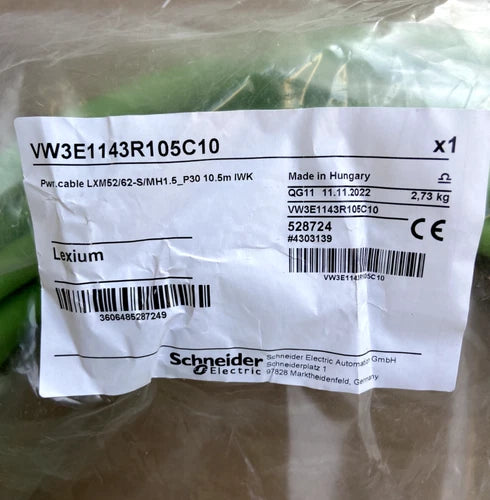 VW3E1143R105C10 x1
Pwr.cable LXM52/62-S/MH1.5_P30 10.5m IWK
Made in Hungary
QG11 11.11.2022 2,73 kg
VW3E1143R105C10
528724
#4303139
CE
Lexium
VW3E1143R105C10
3606485287249
Schneider
Electric
Schneider Electric Automation GmbH
Schneiderplatz 1
97828 Marktheidenfeld, Germany